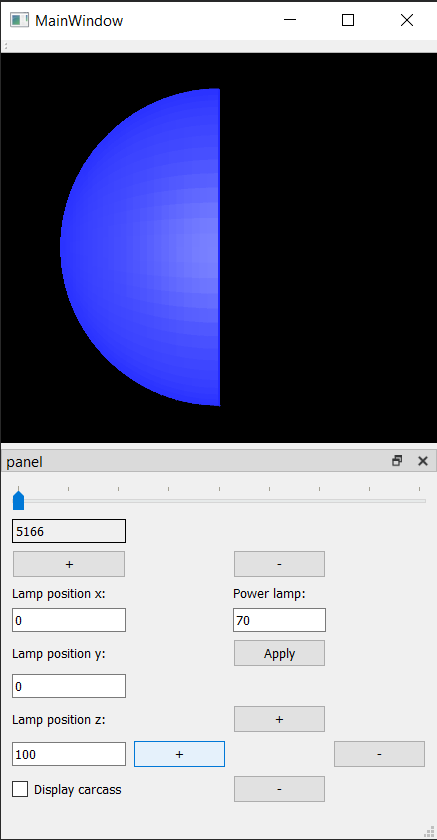 MainWindow
panel
5166
+ -
Lamp position x: Power lamp:
0 70
Lamp position y: Apply
0
Lamp position z: +
100 + -
Display carcass -